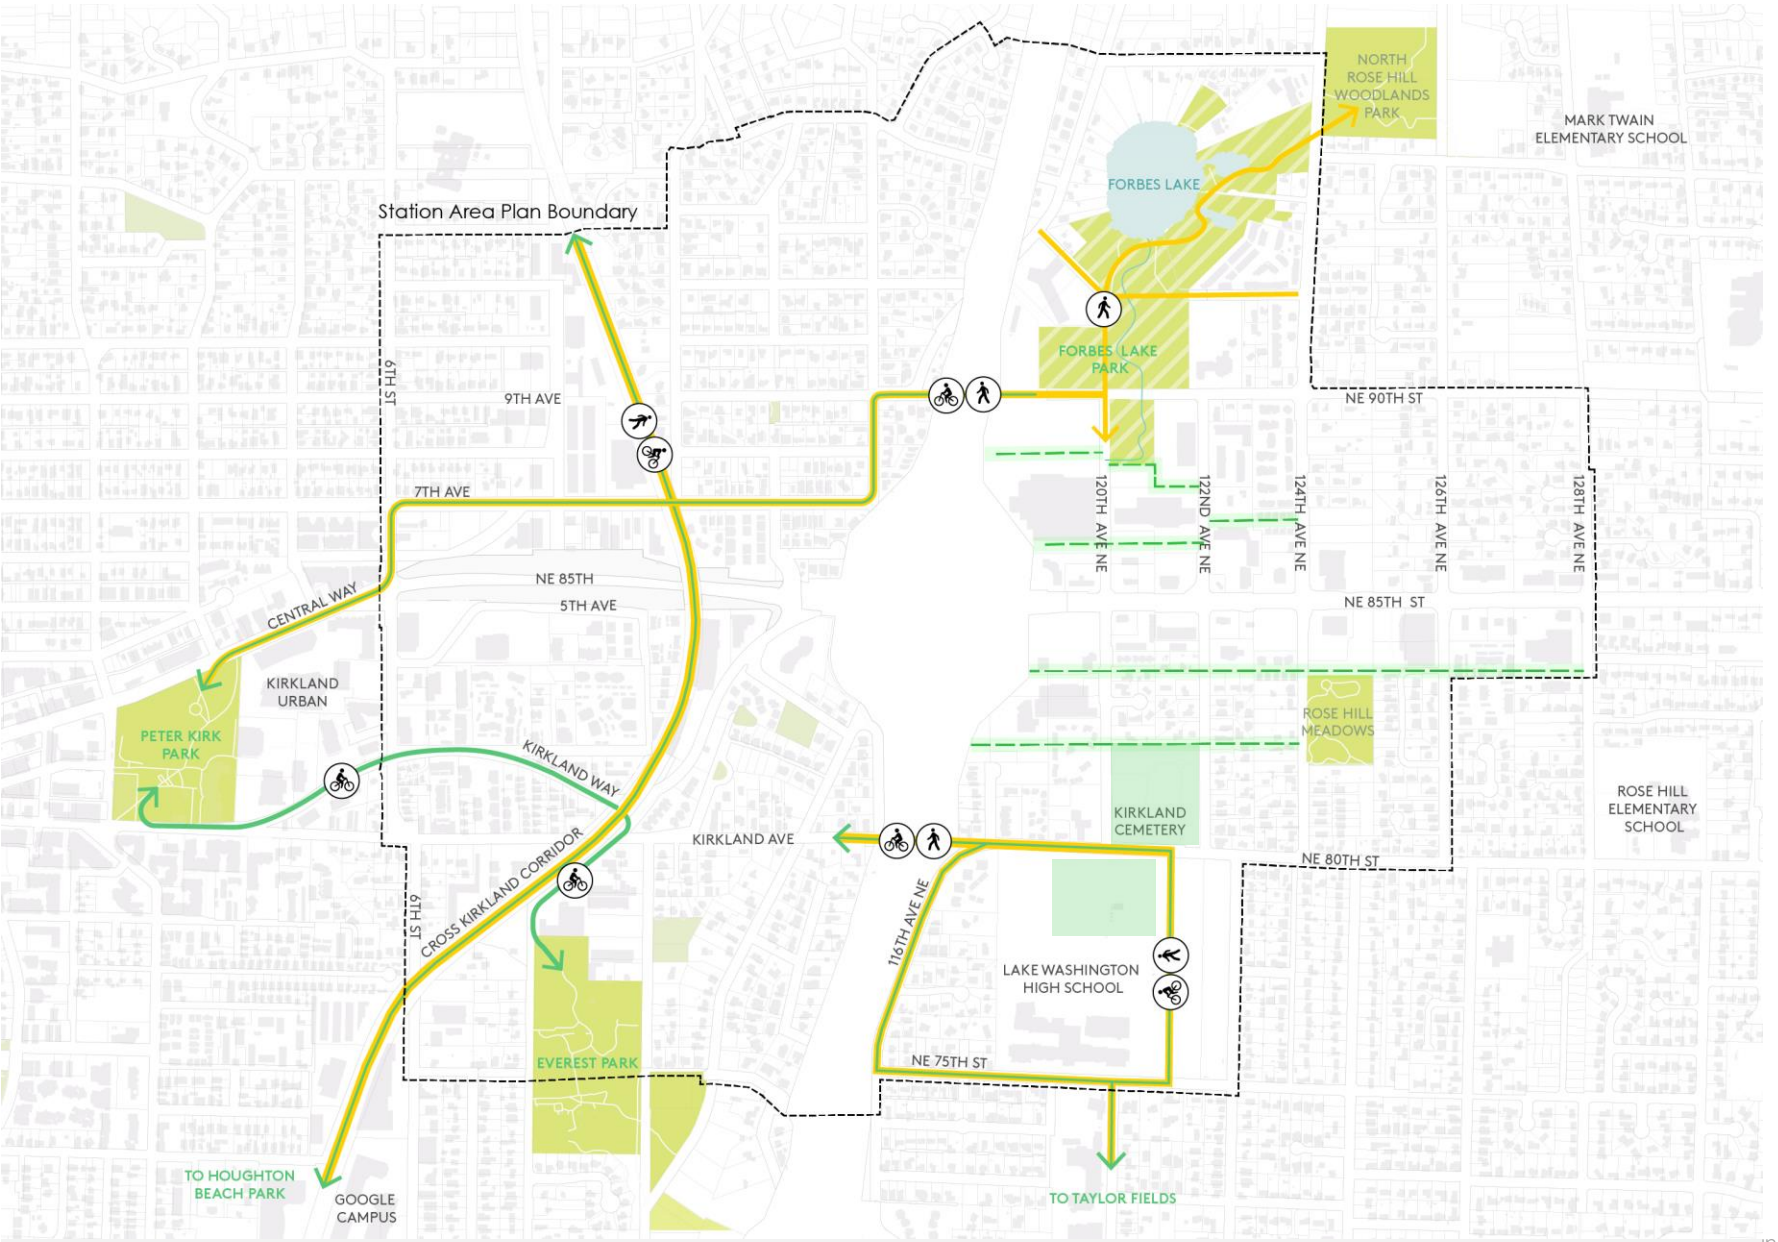 NORTH
ROSE HILL
WOODLANDS
PARK
MARK TWAIN
ELEMENTARY SCHOOL
FORBES LAKE
Station Area Plan Boundary
FORBES LAKE
PARK
6TH ST
9TH AVE
NE 90TH ST
7TH AVE
120TH AVE NE
122ND AVE NE
124TH AVE NE
126TH AVE NE
128TH AVE NE
NE 85TH
CENTRAL WAY
5TH AVE
NE 85TH ST
KIRKLAND
URBAN
ROSE HILL
MEADOWS
PETER KIRK
PARK
KIRKLAND WAY
ROSE HILL
ELEMENTARY
SCHOOL
KIRKLAND
CEMETERY
KIRKLAND AVE
NE 80TH ST
CROSS KIRKLAND CORRIDOR
6TH ST
116TH AVE NE
LAKE WASHINGTON
HIGH SCHOOL
EVEREST PARK
NE 75TH ST
TO HOUGHTON
BEACH PARK
GOOGLE
CAMPUS
TO TAYLOR FIELDS